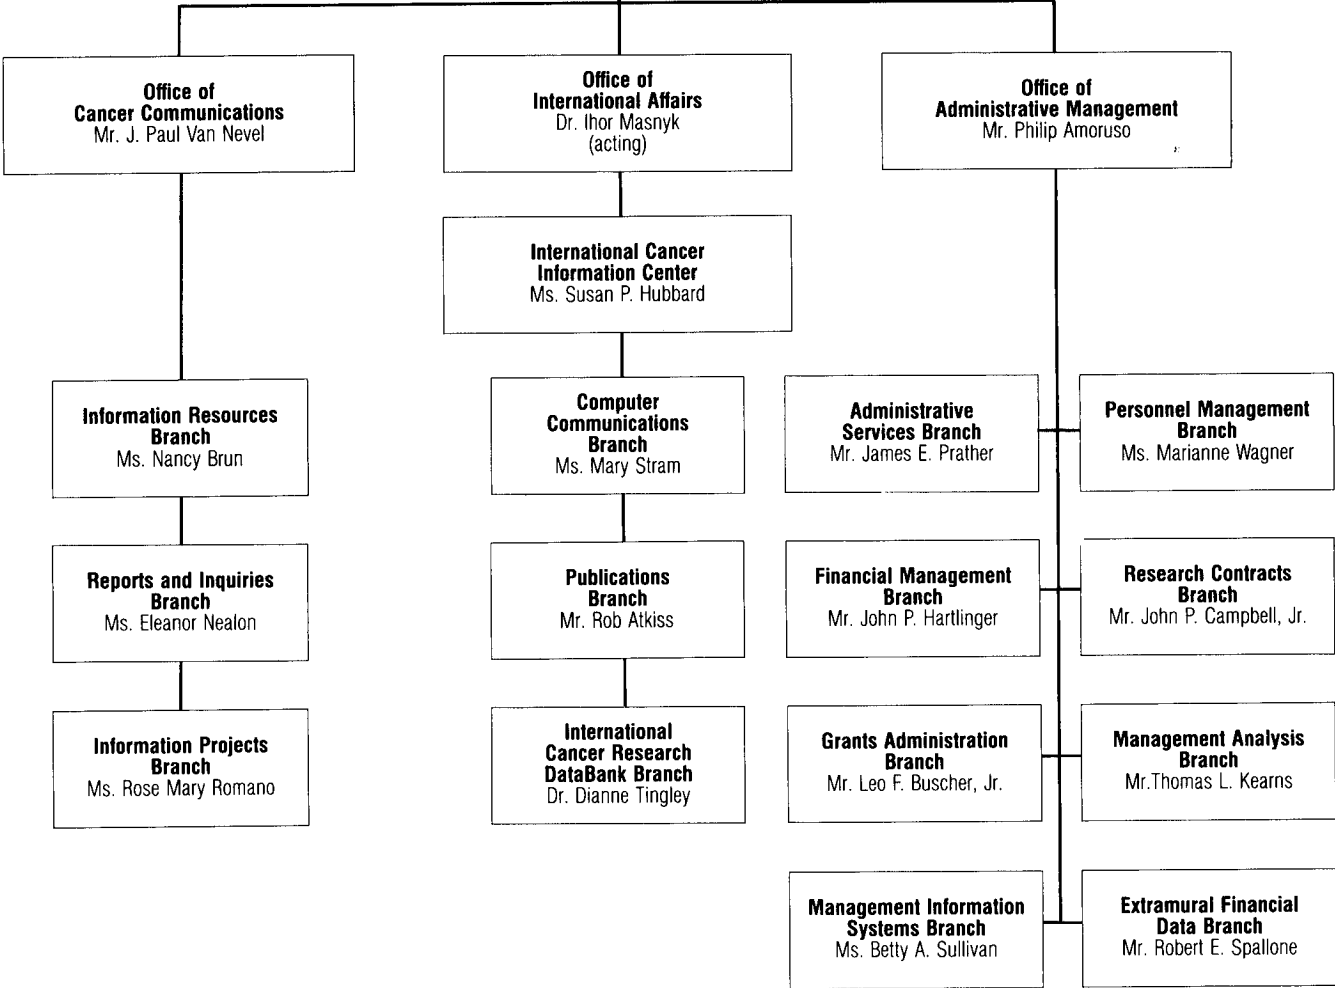 Office of
Cancer Communications
Mr. J. Paul Van Nevel
Office of
International Affairs
Dr. Ihor Masnyk
(acting)
Office of
Administrative Management
Mr. Philip Amoruso
International Cancer
Information Center
Ms. Susan P. Hubbard
Information Resources
Branch
Ms. Nancy Brun
Computer
Communications
Branch
Ms. Mary Stram
Administrative
Services Branch
Mr. James E. Prather
Personnel Management
Branch
Ms. Marianne Wagner
Reports and Inquiries
Branch
Ms. Eleanor Nealon
Publications
Branch
Mr. Rob Atkiss
Financial Management
Branch
Mr. John P. Hartlinger
Research Contracts
Branch
Mr. John P. Campbell, Jr.
Information Projects
Branch
Ms. Rose Mary Romano
International
Cancer Research
DataBank Branch
Dr. Dianne Tingley
Grants Administration
Branch
Mr. Leo F. Buscher, Jr.
Management Analysis
Branch
Mr.Thomas L. Kearns
Management Information
Systems Branch
Ms. Betty A. Sullivan
Extramural Financial
Data Branch
Mr. Robert E. Spallone